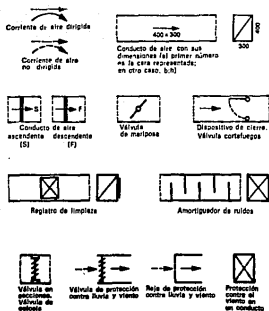 Corriente de aire dirigida
Corriente de aire
no dirigida
400 x 300
400
300
Conducto de aire con sus
dimensiones (el primer número
es la cara representada;
en otro caso, b:h)
S
F
Conducto de aire
ascendente descendente
(S) (F)
Válvula
de
mariposa
Dispositivo de cierre.
Válvula cortafuegos
Registro de limpieza
Amortiguador de ruidos
Válvula en
secciones.
Válvula de
celosía
Válvula de protección
contra lluvia y viento
Reja de protección
contra lluvia y viento
Protección
contra el
viento en
un conducto